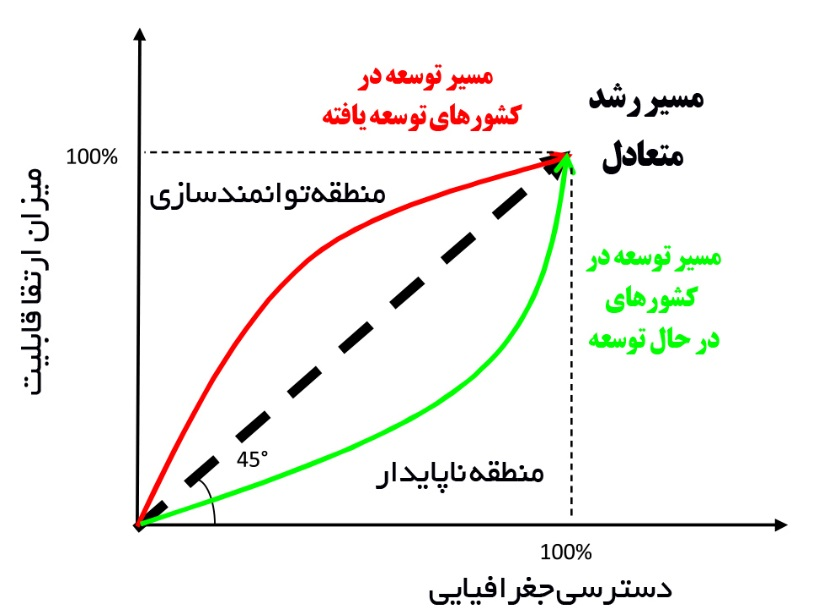 مسیر توسعه در
کشورهای توسعه یافته
مسیر رشد
متعادل
100%
منطقه توانمندسازی
میزان ارتقا قابلیت
مسیر توسعه در
کشورهای
در حال توسعه
45°
منطقه ناپایدار
100%
دسترسی جغرافیایی